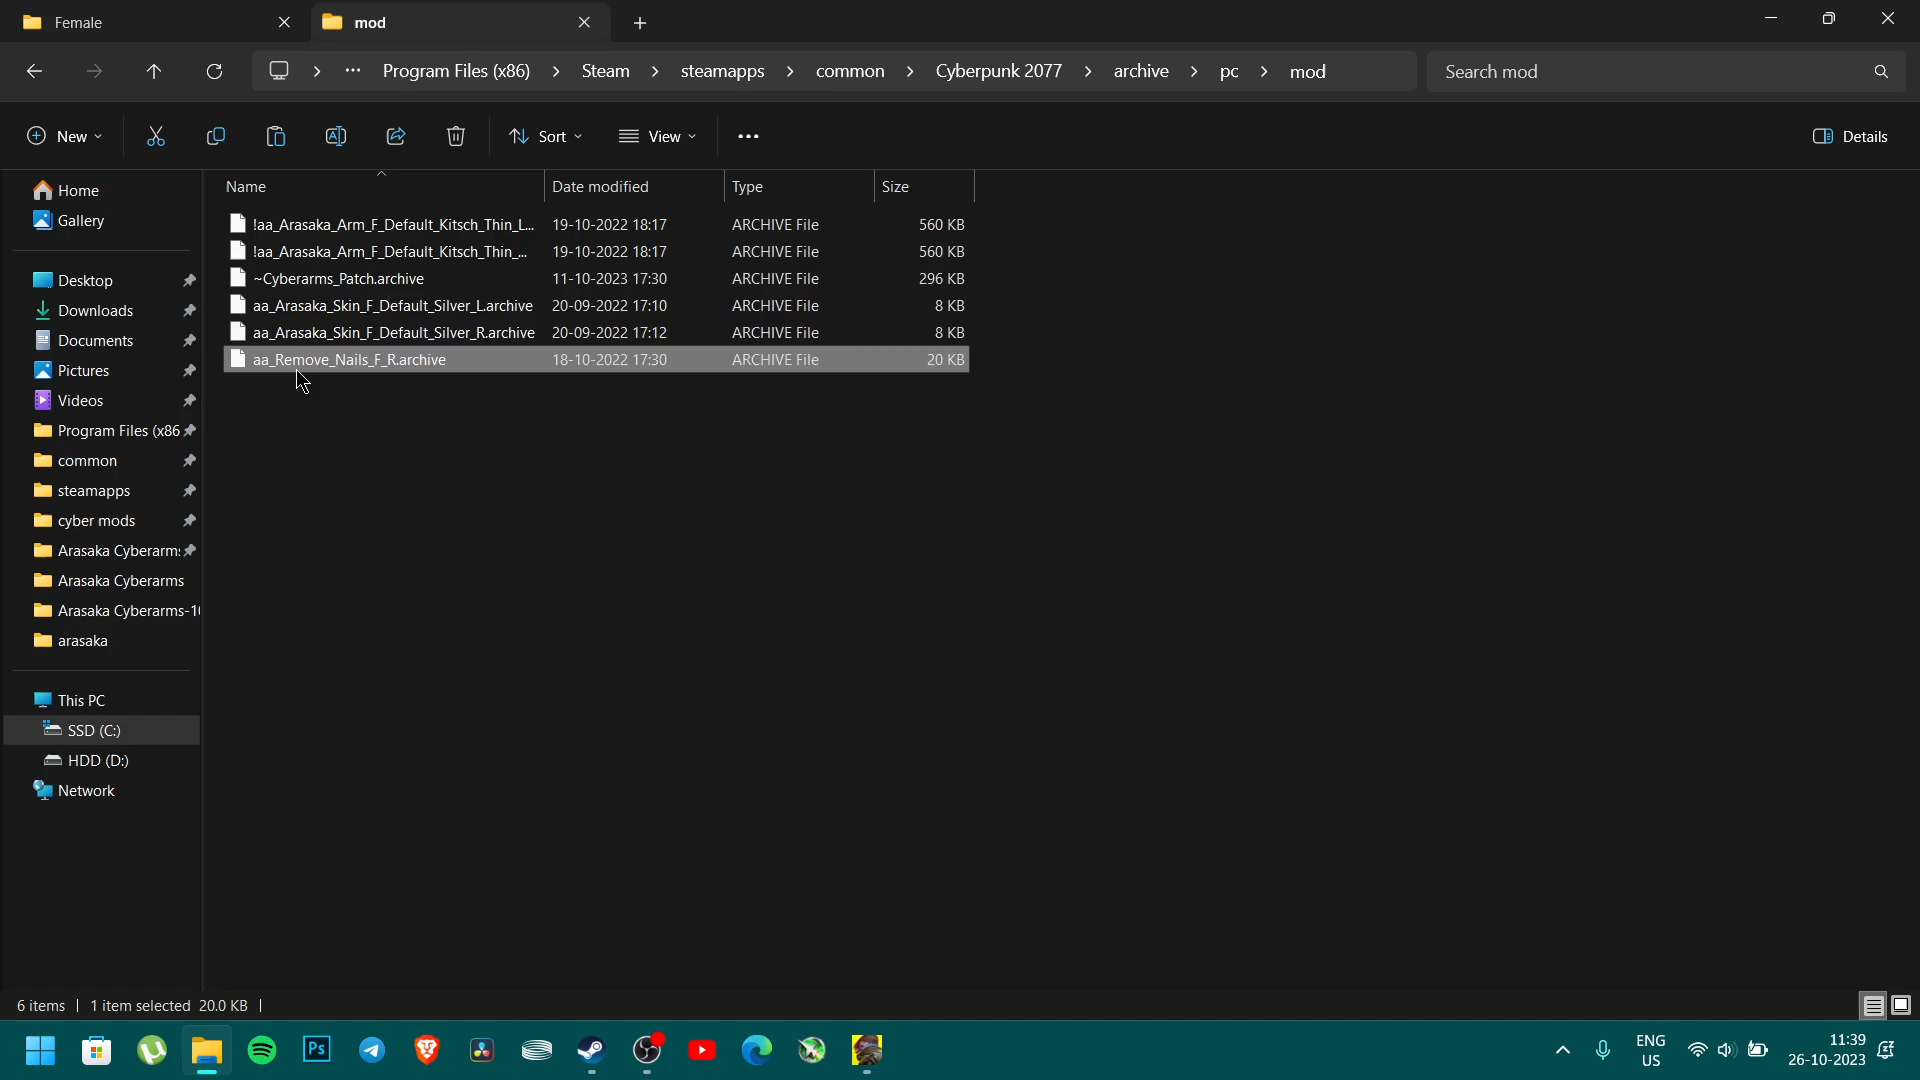 Female
mod
Program Files (x86)
Steam
steamapps
common
Cyberpunk 2077
archive
pc
mod
Search mod
New
Sort
View
Details
Home
Gallery
Desktop
Downloads
Documents
Pictures
Videos
Program Files (x86
common
steamapps
cyber mods
Arasaka Cyberarm:
Arasaka Cyberarms
Arasaka Cyberarms-1(
arasaka
This PC
SSD (C:)
HDD (D:)
Network
Name Date modified Type Size
!aa_Arasaka_Arm_F_Default_Kitsch_Thin_L... 19-10-2022 18:17 ARCHIVE File 560 KB
!aa_Arasaka_Arm_F_Default_Kitsch_Thin_... 19-10-2022 18:17 ARCHIVE File 560 KB
~Cyberarms_Patch.archive 11-10-2023 17:30 ARCHIVE File 296 KB
aa_Arasaka_Skin_F_Default_Silver_L.archive 20-09-2022 17:10 ARCHIVE File 8 KB
aa_Arasaka_Skin_F_Default_Silver_R.archive 20-09-2022 17:12 ARCHIVE File 8 KB
aa_Remove_Nails_F_R.archive 18-10-2022 17:30 ARCHIVE File 20 KB
6 items 1 item selected 20.0 KB
Ps
ENG
US
11:39
26-10-2023